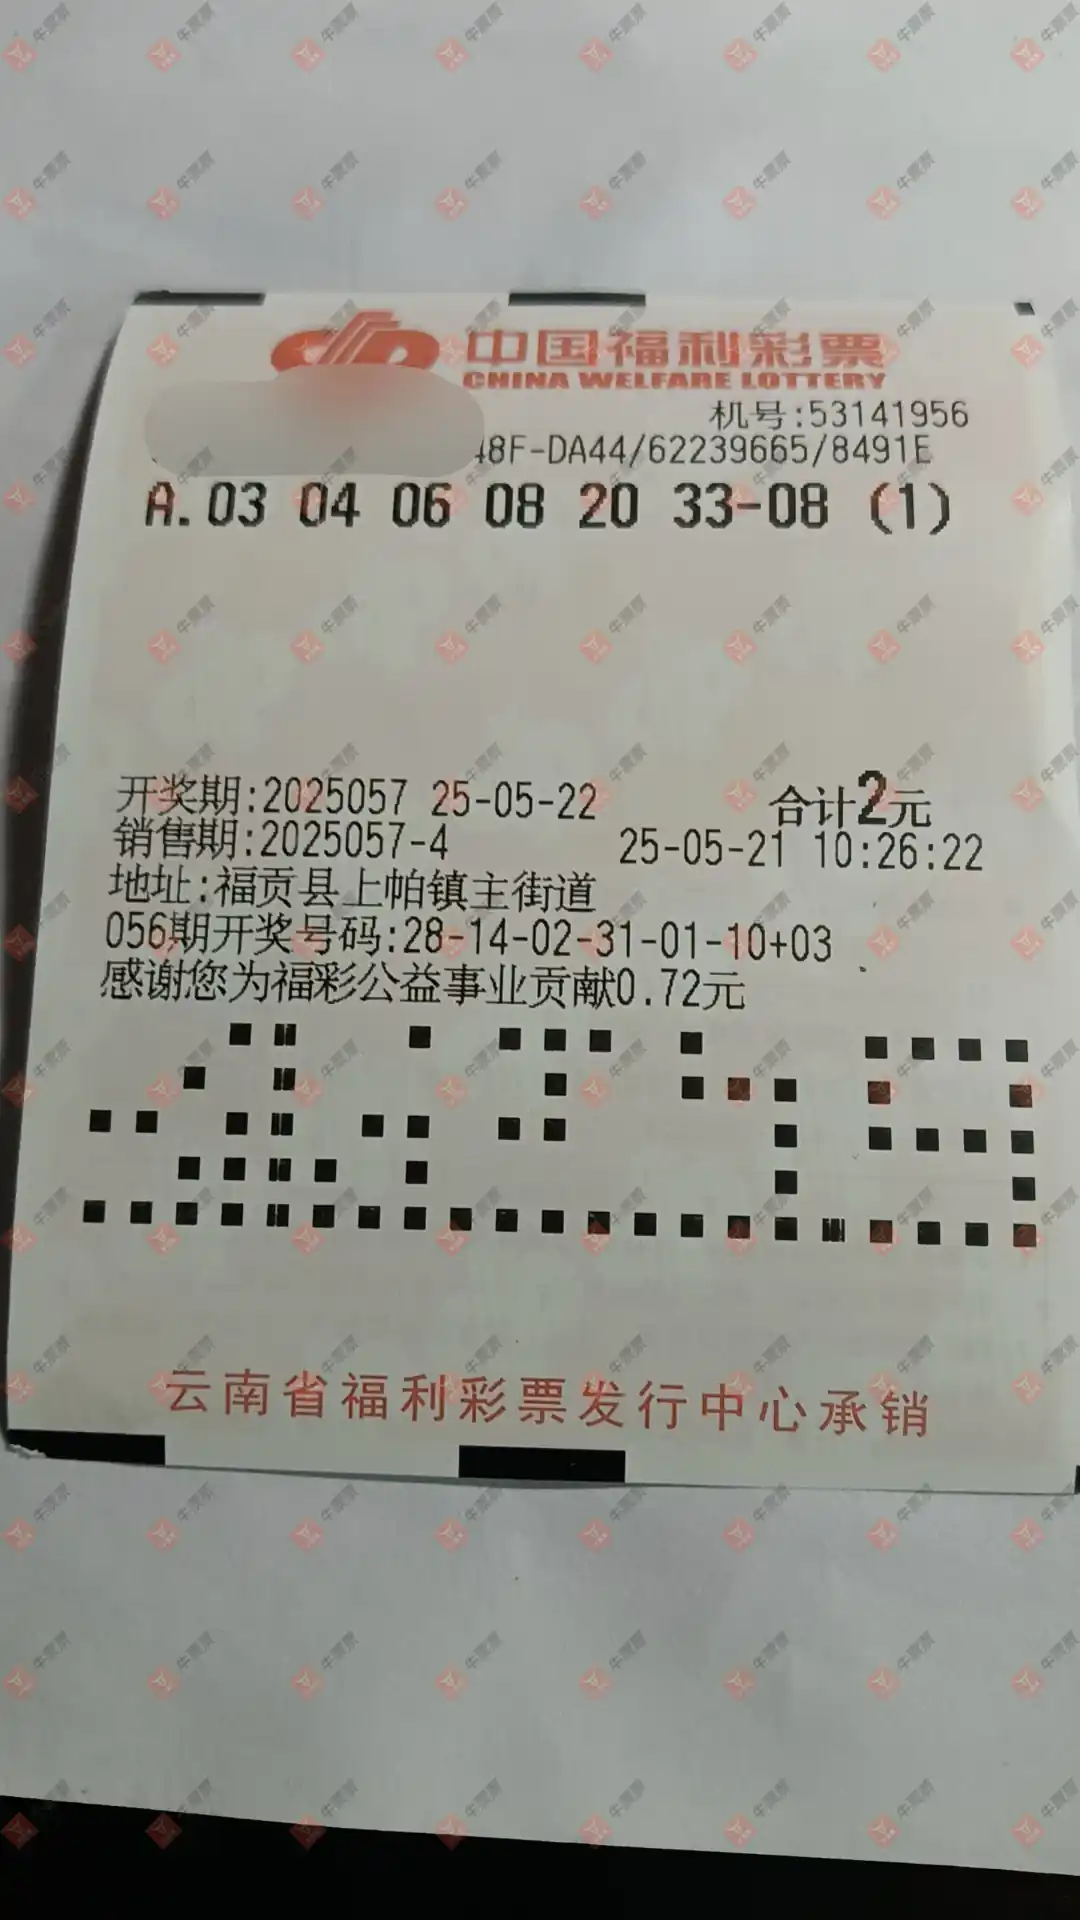 中国福利彩票
CHINA WELFARE LOTTERY
机号:53141956
48F-DA44/62239665/8491E
A.03 04 06 08 20 33-08 (1)
开奖期:2025057 25-05-22 合计2元
销售期:2025057-4 25-05-21 10:26:22
地址:福贡县上帕镇主街道
056期开奖号码:28-14-02-31-01-10+03
感谢您为福彩公益事业贡献0.72元
云南省福利彩票发行中心承销